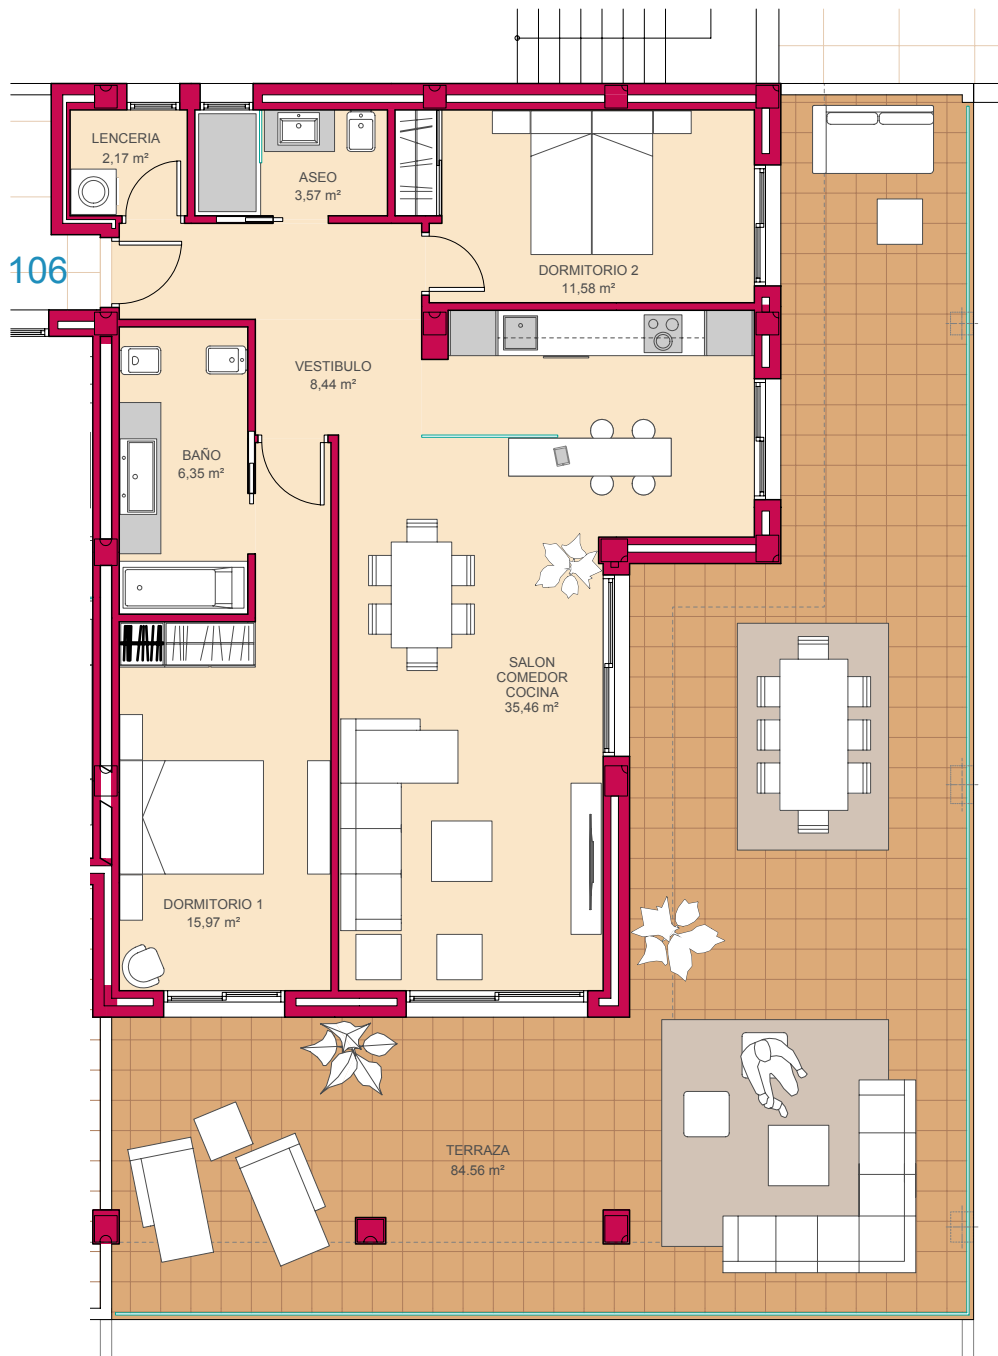 LENCERIA
2,17 m²
ASEO
3,57 m²
DORMITORIO 2
11,58 m²
106
VESTIBULO
8,44 m²
BAÑO
6,35 m²
SALON
COMEDOR
COCINA
35,46 m²
DORMITORIO 1
15,97 m²
TERRAZA
84.56 m²